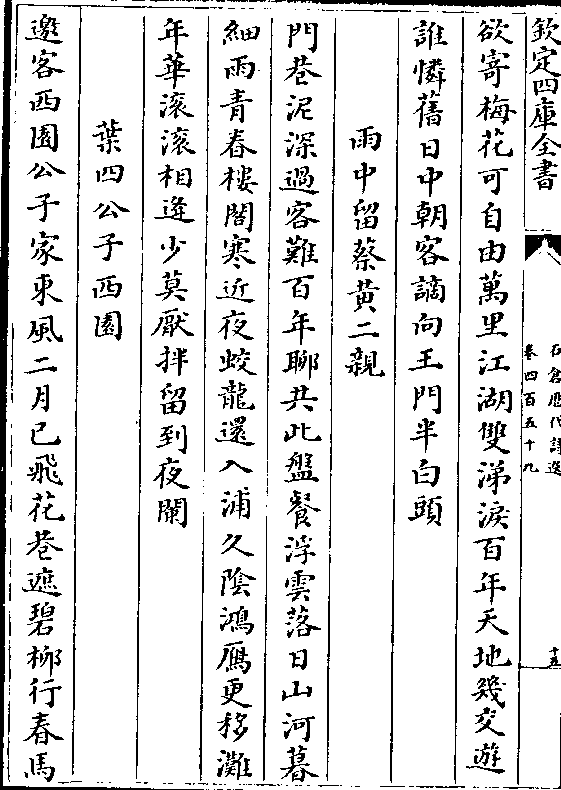 欽定四庫全書
石倉歷代詩選
卷四百五十九
十五
欲寄梅花可自由萬里江湖雙涕淚百年天地幾交遊
誰憐舊日中朝客謫向王門半白頭
雨中留蔡黃二親
門巷泥深過客難百年聊共此盤餐浮雲落日山河暮
細雨青春樓閣寒近夜蛟龍還入浦久陰鴻鴈更移灘
年華滚滚相逢少莫厭拌留到夜闌
葉四公子西園
邀客西園公子家東風二月已飛花巷遮碧柳行春馬